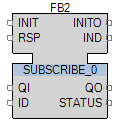 FB2
INIT INITO
RSP IND
SUBSCRIBE_0
QI QO
ID STATUS